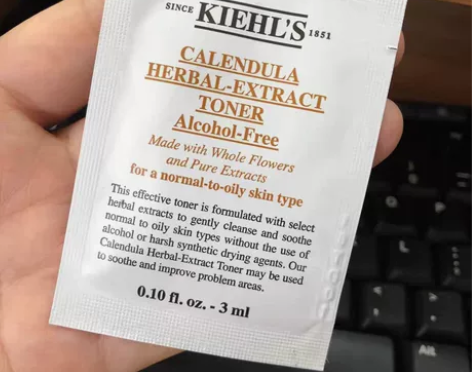 SINCE KIEHL'S 1851
CALENDULA
HERBAL-EXTRACT
TONER
Alcohol-Free
Made with Whole Flowers
and Pure Extracts
for a normal-to-oily skin type
This effective toner is formulated with select
herbal extracts to gently cleanse and soothe
normal to oily skin types without the use of
alcohol or harsh synthetic drying agents. Our
Calendula Herbal-Extract Toner may be used
to soothe and improve problem areas.
0.10 fl. oz. - 3 ml
Alt